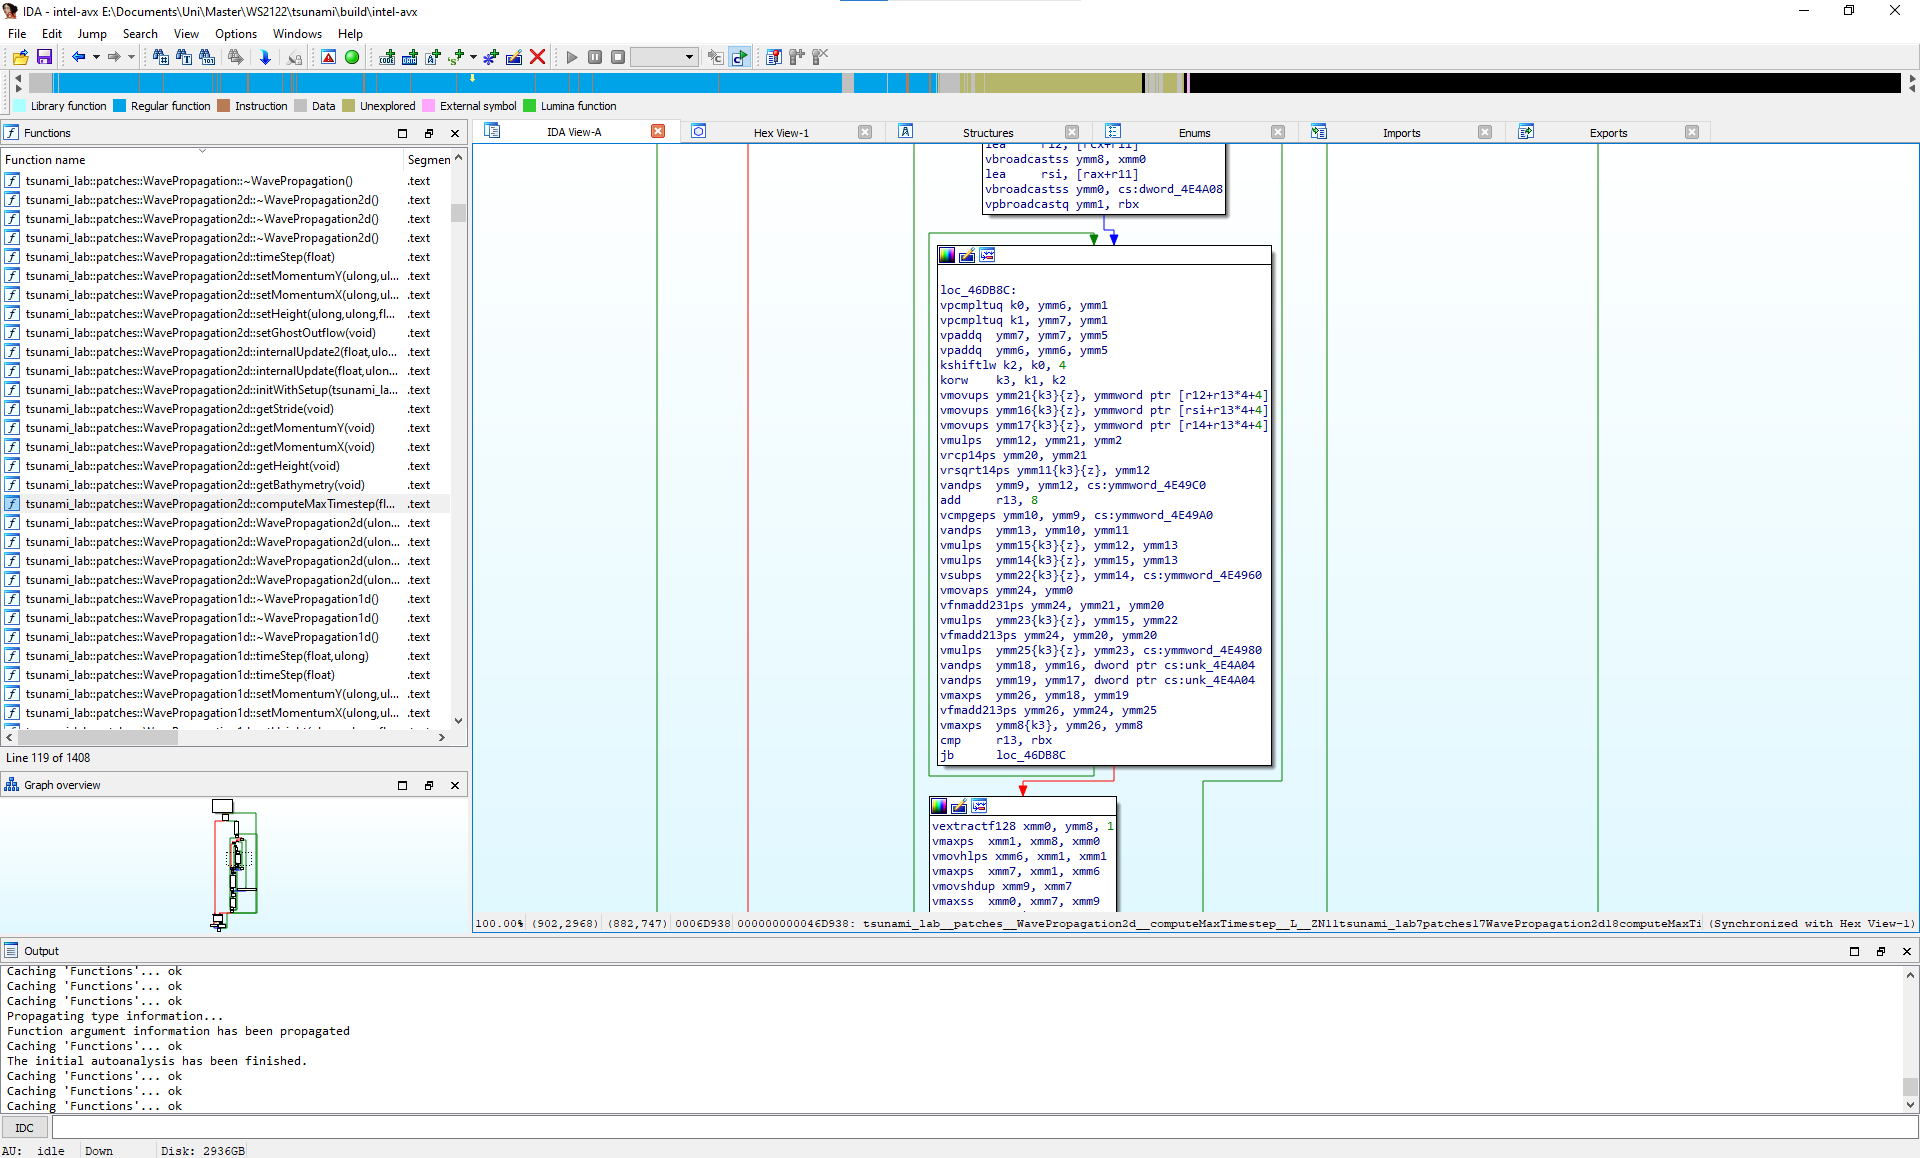 IDA - intel-avx E:\Documents\Uni\Master\WS2122\tsunami\build\intel-avx
File Edit Jump Search View Options Windows Help
Library function Regular function Instruction Data Unexplored External symbol Lumina function
Functions
Function name Segmen
tsunami_lab::patches::WavePropagation::~WavePropagation() .text
tsunami_lab::patches::WavePropagation2d::~WavePropagation2d() .text
tsunami_lab::patches::WavePropagation2d::~WavePropagation2d() .text
tsunami_lab::patches::WavePropagation2d::~WavePropagation2d() .text
tsunami_lab::patches::WavePropagation2d::timeStep(float) .text
tsunami_lab::patches::WavePropagation2d::setMomentumY(ulong,ul... .text
tsunami_lab::patches::WavePropagation2d::setMomentumX(ulong,ul... .text
tsunami_lab::patches::WavePropagation2d::setHeight(ulong,ulong,fl... .text
tsunami_lab::patches::WavePropagation2d::setGhostOutflow(void) .text
tsunami_lab::patches::WavePropagation2d::internalUpdate2(float,ulo... .text
tsunami_lab::patches::WavePropagation2d::internalUpdate(float,ulon... .text
tsunami_lab::patches::WavePropagation2d::initWithSetup(tsunami_la... .text
tsunami_lab::patches::WavePropagation2d::getStride(void) .text
tsunami_lab::patches::WavePropagation2d::getMomentumY(void) .text
tsunami_lab::patches::WavePropagation2d::getMomentumX(void) .text
tsunami_lab::patches::WavePropagation2d::getHeight(void) .text
tsunami_lab::patches::WavePropagation2d::getBathymetry(void) .text
tsunami_lab::patches::WavePropagation2d::computeMaxTimestep(fl... .text
tsunami_lab::patches::WavePropagation2d::WavePropagation2d(ulon... .text
tsunami_lab::patches::WavePropagation2d::WavePropagation2d(ulon... .text
tsunami_lab::patches::WavePropagation2d::WavePropagation2d(ulon... .text
tsunami_lab::patches::WavePropagation2d::WavePropagation2d(ulon... .text
tsunami_lab::patches::WavePropagation1d::~WavePropagation1d() .text
tsunami_lab::patches::WavePropagation1d::~WavePropagation1d() .text
tsunami_lab::patches::WavePropagation1d::~WavePropagation1d() .text
tsunami_lab::patches::WavePropagation1d::timeStep(float,ulong) .text
tsunami_lab::patches::WavePropagation1d::timeStep(float) .text
tsunami_lab::patches::WavePropagation1d::setMomentumY(ulong,ul... .text
tsunami_lab::patches::WavePropagation1d::setMomentumX(ulong,ul... .text
Line 119 of 1408
Graph overview
IDA View-A Hex View-1 Structures Enums Imports Exports
lea r12, [rcx+r11]
vbroadcastss ymm8, xmm0
lea rsi, [rax+r11]
vbroadcastss ymm0, cs:dword_4E4A08
vpbroadcastq ymm1, rbx
loc_46DB8C:
vpcmpltuq k0, ymm6, ymm1
vpcmpltuq k1, ymm7, ymm1
vpaddq ymm7, ymm7, ymm5
vpaddq ymm6, ymm6, ymm5
kshiftlw k2, k0, 4
korw k3, k1, k2
vmovups ymm21{k3}{z}, ymmword ptr [r12+r13*4+4]
vmovups ymm16{k3}{z}, ymmword ptr [rsi+r13*4+4]
vmovups ymm17{k3}{z}, ymmword ptr [r14+r13*4+4]
vmulps ymm12, ymm21, ymm2
vrcp14ps ymm20, ymm21
vrsqrt14ps ymm11{k3}{z}, ymm12
vandps ymm9, ymm12, cs:ymmword_4E49C0
add r13, 8
vcmpgeps ymm10, ymm9, cs:ymmword_4E49A0
vandps ymm13, ymm10, ymm11
vmulps ymm15{k3}{z}, ymm12, ymm13
vmulps ymm14{k3}{z}, ymm15, ymm13
vsubps ymm22{k3}{z}, ymm14, cs:ymmword_4E4960
vmovaps ymm24, ymm0
vfnmadd231ps ymm24, ymm21, ymm20
vmulps ymm23{k3}{z}, ymm15, ymm22
vfmadd213ps ymm24, ymm20, ymm20
vmulps ymm25{k3}{z}, ymm23, cs:ymmword_4E4980
vandps ymm18, ymm16, dword ptr cs:unk_4E4A04
vandps ymm19, ymm17, dword ptr cs:unk_4E4A04
vmaxps ymm26, ymm18, ymm19
vfmadd213ps ymm26, ymm24, ymm25
vmaxps ymm8{k3}, ymm26, ymm8
cmp r13, rbx
jb loc_46DB8C
vextractf128 xmm0, ymm8, 1
vmaxps xmm1, xmm8, xmm0
vmovhlps xmm6, xmm1, xmm1
vmaxps xmm7, xmm1, xmm6
vmovshdup xmm9, xmm7
vmaxss xmm0, xmm7, xmm9
100.00% (902,2968) (882,747) 0006D938 000000000046D938: tsunami_lab__patches__WavePropagation2d__computeMaxTimestep__L__ZN11tsunami_lab7patches17WavePropagation2d18computeMaxTi (Synchronized with Hex View-1)
Output
Caching 'Functions'... ok
Caching 'Functions'... ok
Caching 'Functions'... ok
Propagating type information...
Function argument information has been propagated
Caching 'Functions'... ok
The initial autoanalysis has been finished.
Caching 'Functions'... ok
Caching 'Functions'... ok
Caching 'Functions'... ok
IDC
AU: idle Down Disk: 2936GB